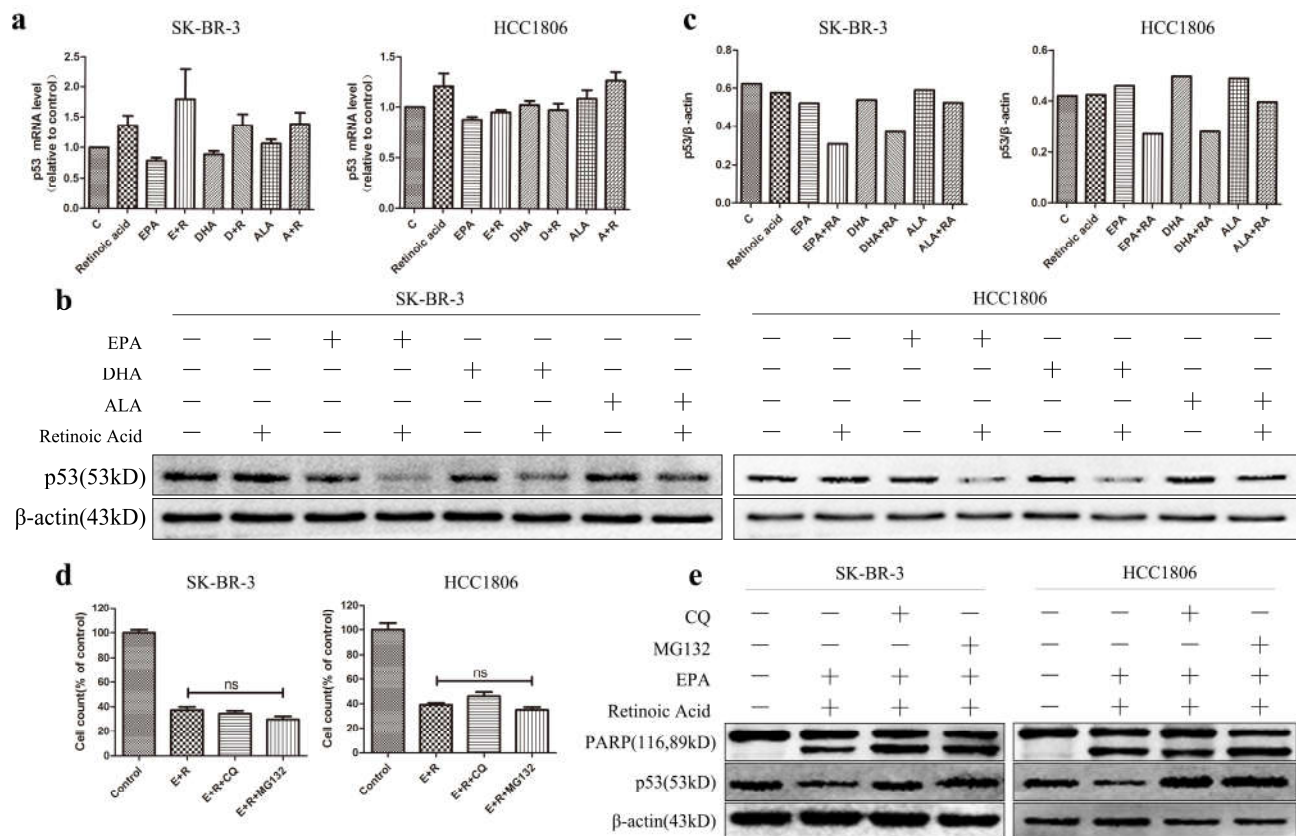 a
SK-BR-3
p53 mRNA level
(relative to control)
2.5
2.0
1.5
1.0
0.5
0.0
C
Retinoic acid
EPA
E+R
DHA
D+R
ALA
A+R
HCC1806
p53 mRNA level
(relative to control)
1.5
1.0
0.5
0.0
C
Retinoic acid
EPA
E+R
DHA
D+R
ALA
A+R
c
SK-BR-3
p53/β-actin
0.8
0.6
0.4
0.2
0.0
C
Retinoic acid
EPA
EPA+RA
DHA
DHA+RA
ALA
ALA+RA
HCC1806
p53/β-actin
0.6
0.4
0.2
0.0
C
Retinoic acid
EPA
EPA+RA
DHA
DHA+RA
ALA
ALA+RA
b
SK-BR-3
HCC1806
EPA − − + + − − − − − − + + − − − −
DHA − − − − + + − − − − − − + + − −
ALA − − − − − − + + − − − − − − + +
Retinoic Acid − + − + − + − + − + − + − + − +
p53(53kD)
β-actin(43kD)
d
SK-BR-3
Cell count(% of control)
120
100
80
60
40
20
0
ns
Control
E+R
E+R+CQ
E+R+MG132
HCC1806
Cell count(% of control)
120
100
80
60
40
20
0
ns
Control
E+R
E+R+CQ
E+R+MG132
e
SK-BR-3
HCC1806
CQ − − + − − − + −
MG132 − − − + − − − +
EPA − + + + − + + +
Retinoic Acid − + + + − + + +
PARP(116,89kD)
p53(53kD)
β-actin(43kD)